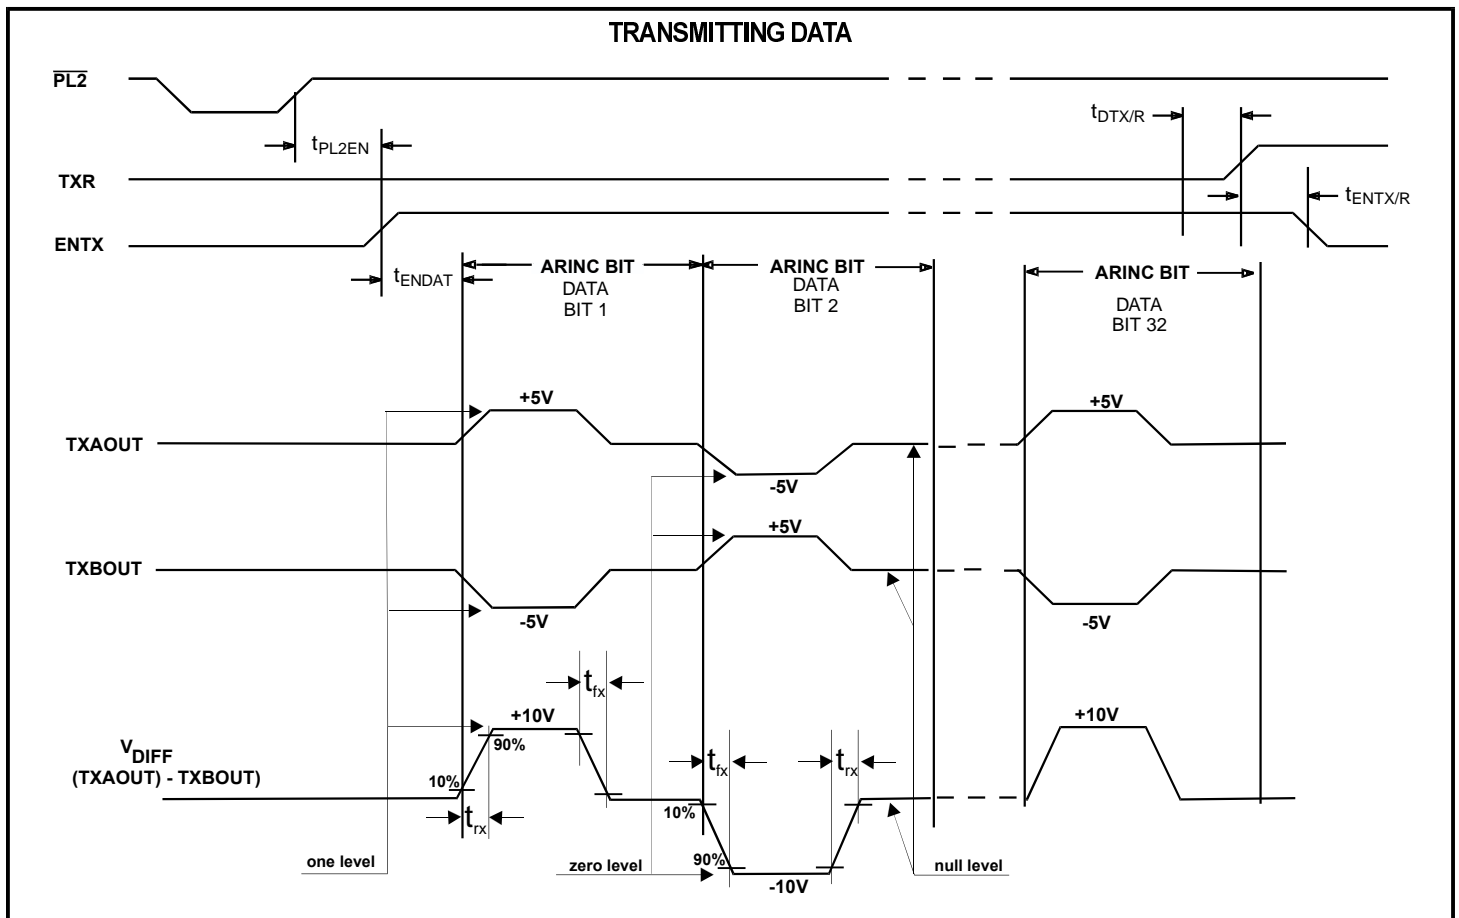 TRANSMITTING DATA
PL2
tDTX/R
tPL2EN
TXR
tENTX/R
ENTX
ARINC BIT
DATA
BIT 1
ARINC BIT
DATA
BIT 2
ARINC BIT
DATA
BIT 32
tENDAT
+5V
+5V
TXAOUT
-5V
+5V
TXBOUT
-5V
-5V
tfx
+10V
+10V
90%
VDIFF
(TXAOUT) - TXBOUT)
tfx
trx
10%
10%
trx
90%
one level
zero level
null level
-10V